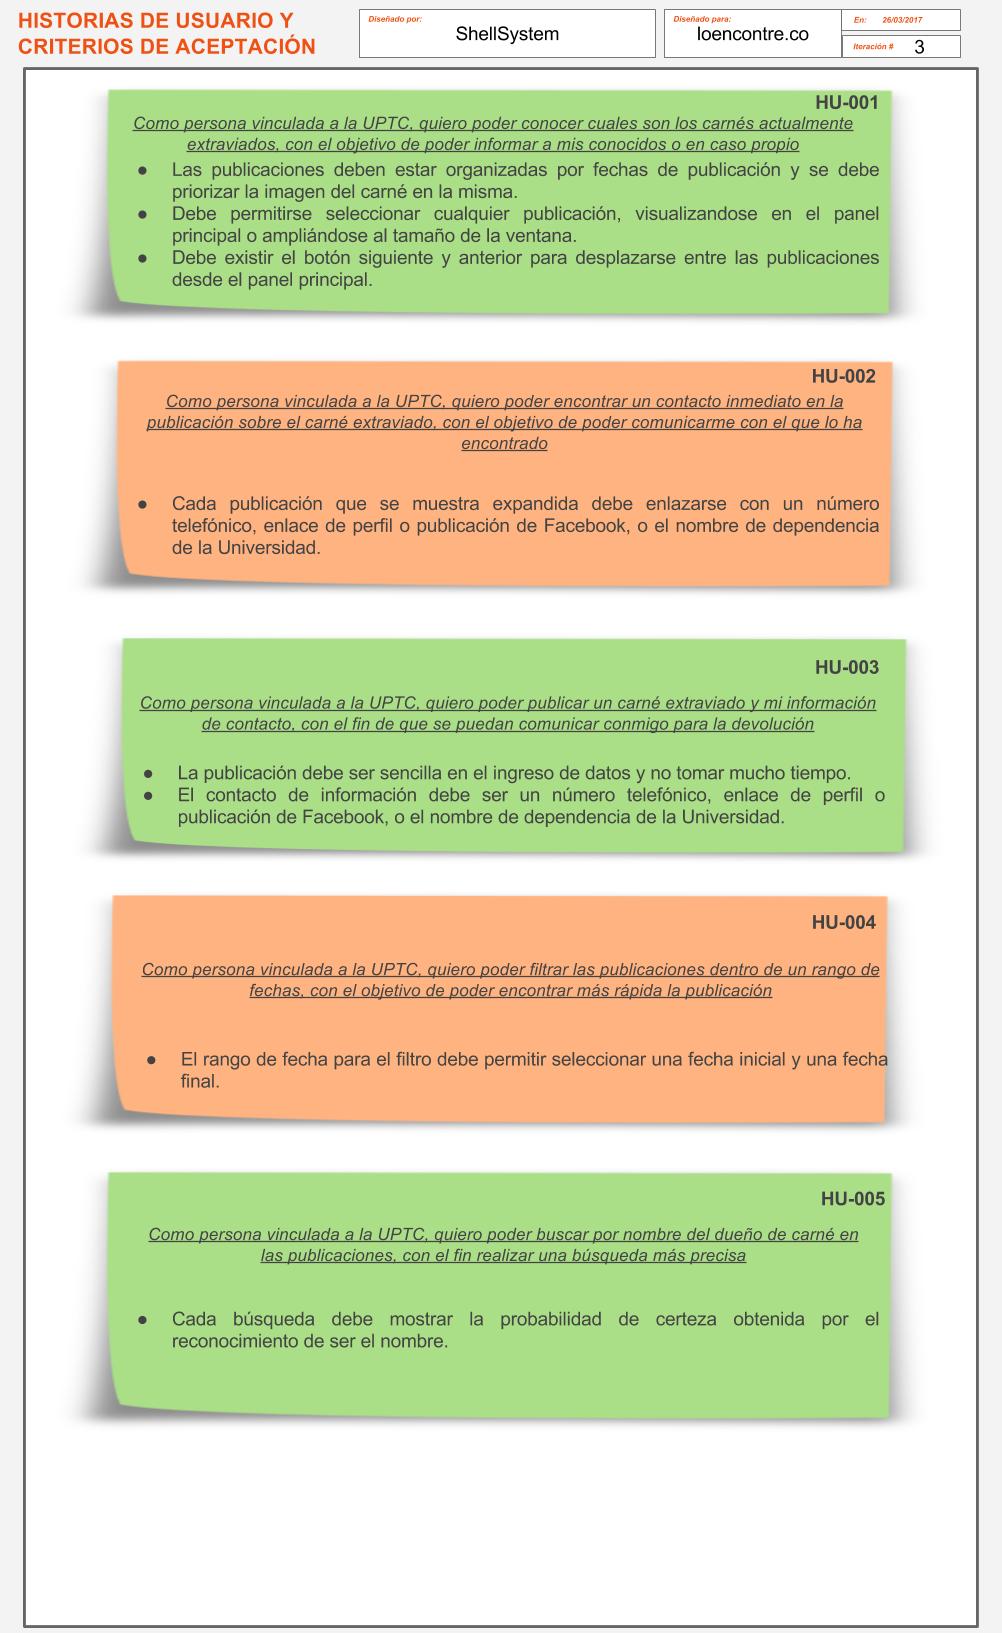 HISTORIAS DE USUARIO Y
CRITERIOS DE ACEPTACIÓN
Diseñado por:
ShellSystem
Diseñado para:
loencontre.co
En: 26/03/2017
Iteración # 3
HU-001
Como persona vinculada a la UPTC, quiero poder conocer cuales son los carnés actualmente
extraviados, con el objetivo de poder informar a mis conocidos o en caso propio
● Las publicaciones deben estar organizadas por fechas de publicación y se debe
priorizar la imagen del carné en la misma.
● Debe permitirse seleccionar cualquier publicación, visualizandose en el panel
principal o ampliándose al tamaño de la ventana.
● Debe existir el botón siguiente y anterior para desplazarse entre las publicaciones
desde el panel principal.
HU-002
Como persona vinculada a la UPTC, quiero poder encontrar un contacto inmediato en la
publicación sobre el carné extraviado, con el objetivo de poder comunicarme con el que lo ha
encontrado
● Cada publicación que se muestra expandida debe enlazarse con un número
telefónico, enlace de perfil o publicación de Facebook, o el nombre de dependencia
de la Universidad.
HU-003
Como persona vinculada a la UPTC, quiero poder publicar un carné extraviado y mi información
de contacto, con el fin de que se puedan comunicar conmigo para la devolución
● La publicación debe ser sencilla en el ingreso de datos y no tomar mucho tiempo.
● El contacto de información debe ser un número telefónico, enlace de perfil o
publicación de Facebook, o el nombre de dependencia de la Universidad.
HU-004
Como persona vinculada a la UPTC, quiero poder filtrar las publicaciones dentro de un rango de
fechas, con el objetivo de poder encontrar más rápida la publicación
● El rango de fecha para el filtro debe permitir seleccionar una fecha inicial y una fecha
final.
HU-005
Como persona vinculada a la UPTC, quiero poder buscar por nombre del dueño de carné en
las publicaciones, con el fin realizar una búsqueda más precisa
● Cada búsqueda debe mostrar la probabilidad de certeza obtenida por el
reconocimiento de ser el nombre.